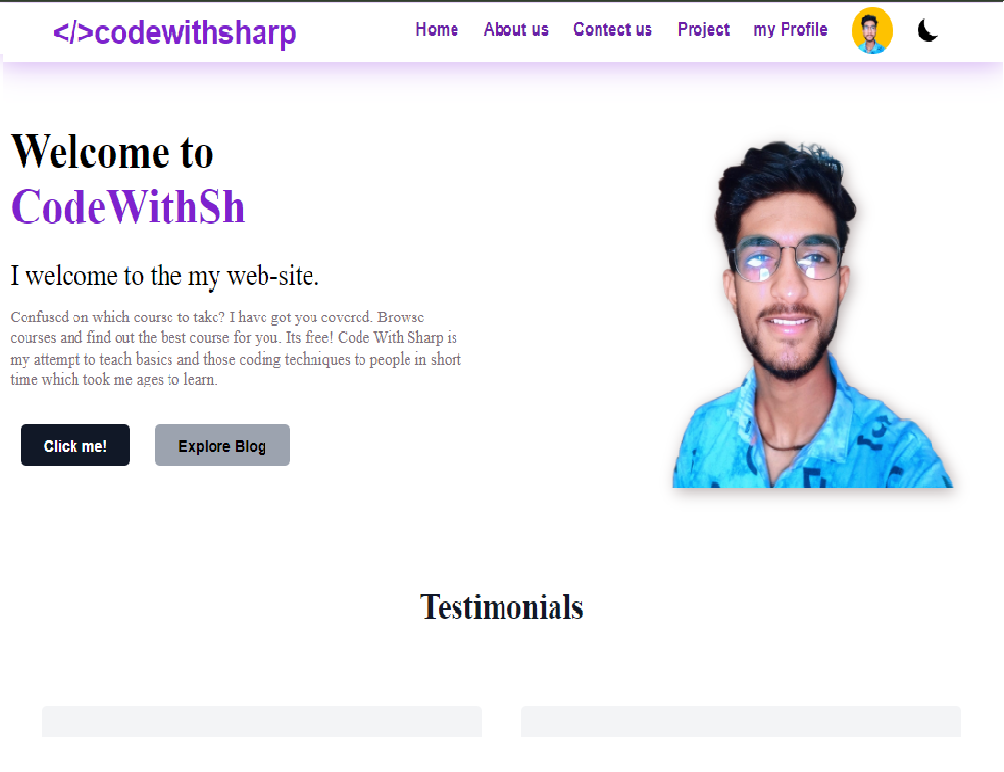 </>codewithsharp
Home About us Contect us Project my Profile
Welcome to
CodeWithSh
I welcome to the my web-site.
Confused on which course to take? I have got you covered. Browse
courses and find out the best course for you. Its free! Code With Sharp is
my attempt to teach basics and those coding techniques to people in short
time which took me ages to learn.
Click me! Explore Blog
Testimonials